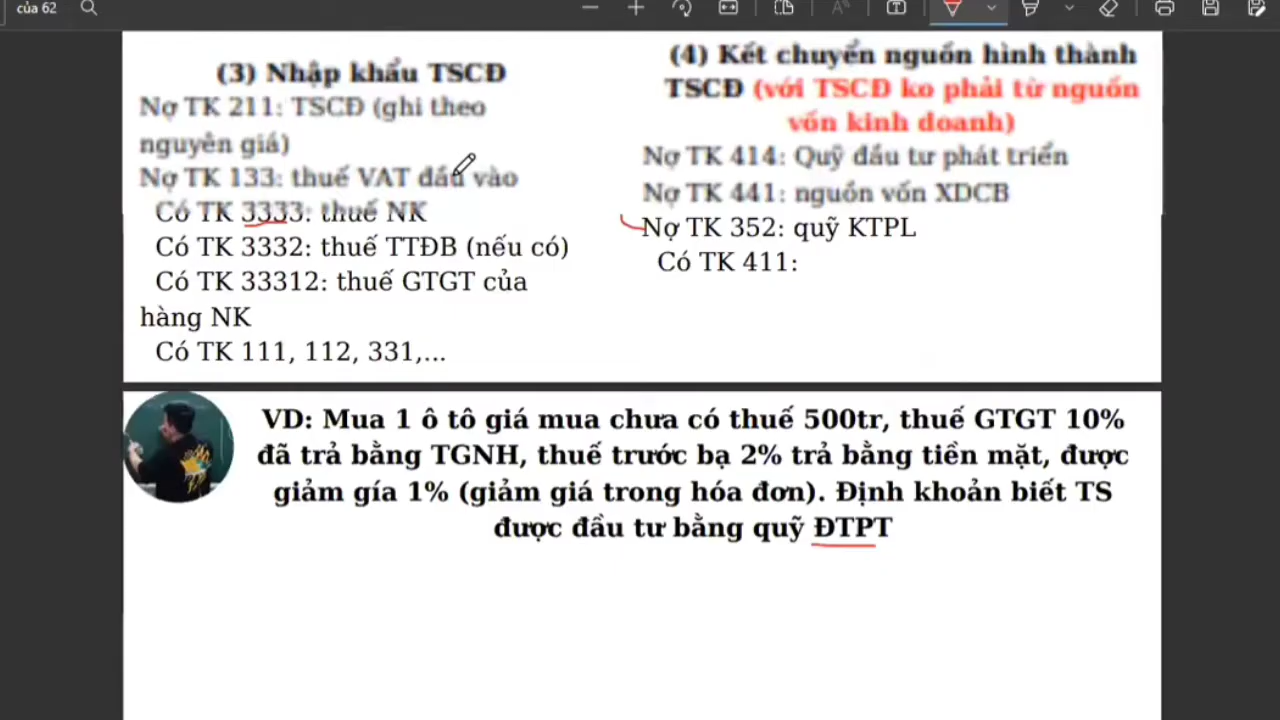 của 62
(3) Nhập khẩu TSCĐ
Nợ TK 211: TSCĐ (ghi theo
nguyên giá)
Nợ TK 133: thuế VAT đầu vào
Có TK 3333: thuế NK
Có TK 3332: thuế TTĐB (nếu có)
Có TK 33312: thuế GTGT của
hàng NK
Có TK 111, 112, 331,...
(4) Kết chuyển nguồn hình thành
TSCĐ (với TSCĐ ko phải từ nguồn
vốn kinh doanh)
Nợ TK 414: Quỹ đầu tư phát triển
Nợ TK 441: nguồn vốn XDCB
Nợ TK 352: quỹ KTPL
Có TK 411:
VD: Mua 1 ô tô giá mua chưa có thuế 500tr, thuế GTGT 10%
đã trả bằng TGNH, thuế trước bạ 2% trả bằng tiền mặt, được
giảm gía 1% (giảm giá trong hóa đơn). Định khoản biết TS
được đầu tư bằng quỹ ĐTPT